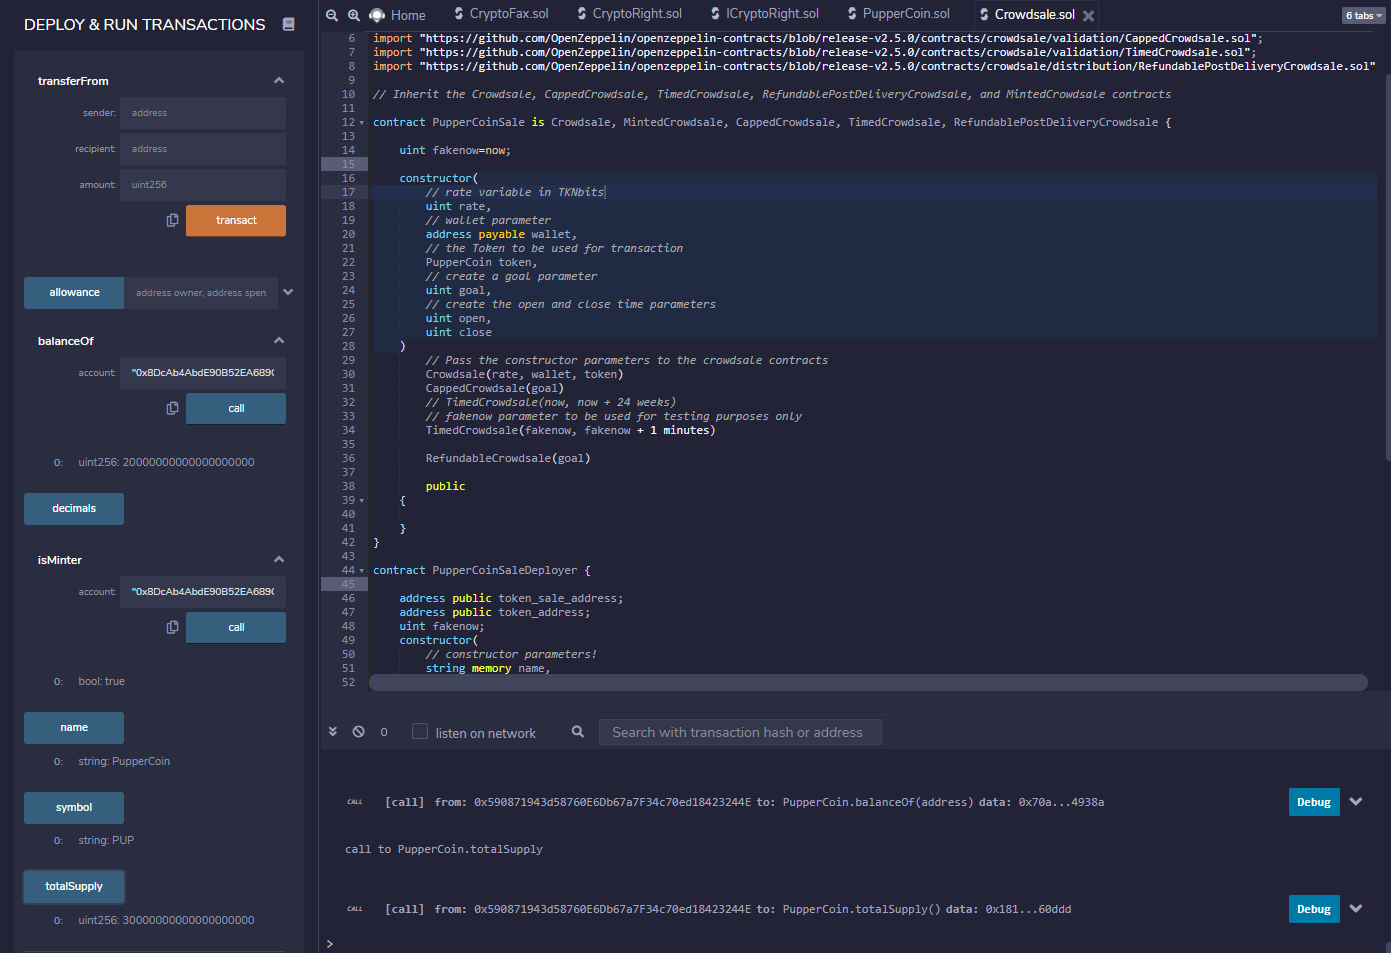 DEPLOY & RUN TRANSACTIONS
transferFrom
sender: address
recipient: address
amount: uint256
transact
allowance address owner, address spen
balanceOf
account: "0x8DcAb4AbdE90B52EA689
call
0: uint256: 20000000000000000000
decimals
isMinter
account: "0x8DcAb4AbdE90B52EA689
call
0: bool: true
name
0: string: PupperCoin
symbol
0: string: PUP
totalSupply
0: uint256: 30000000000000000000
Home CryptoFax.sol CryptoRight.sol ICryptoRight.sol PupperCoin.sol Crowdsale.sol 6 tabs
6 import "https://github.com/OpenZeppelin/openzeppelin-contracts/blob/release-v2.5.0/contracts/crowdsale/validation/CappedCrowdsale.sol";
7 import "https://github.com/OpenZeppelin/openzeppelin-contracts/blob/release-v2.5.0/contracts/crowdsale/validation/TimedCrowdsale.sol";
8 import "https://github.com/OpenZeppelin/openzeppelin-contracts/blob/release-v2.5.0/contracts/crowdsale/distribution/RefundablePostDeliveryCrowdsale.sol"
9
10 // Inherit the Crowdsale, CappedCrowdsale, TimedCrowdsale, RefundablePostDeliveryCrowdsale, and MintedCrowdsale contracts
11
12 contract PupperCoinSale is Crowdsale, MintedCrowdsale, CappedCrowdsale, TimedCrowdsale, RefundablePostDeliveryCrowdsale {
13
14 uint fakenow=now;
15
16 constructor(
17 // rate variable in TKNbits
18 uint rate,
19 // wallet parameter
20 address payable wallet,
21 // the Token to be used for transaction
22 PupperCoin token,
23 // create a goal parameter
24 uint goal,
25 // create the open and close time parameters
26 uint open,
27 uint close
28 )
29 // Pass the constructor parameters to the crowdsale contracts
30 Crowdsale(rate, wallet, token)
31 CappedCrowdsale(goal)
32 // TimedCrowdsale(now, now + 24 weeks)
33 // fakenow parameter to be used for testing purposes only
34 TimedCrowdsale(fakenow, fakenow + 1 minutes)
35
36 RefundableCrowdsale(goal)
37
38 public
39 {
40
41 }
42 }
43
44 contract PupperCoinSaleDeployer {
45
46 address public token_sale_address;
47 address public token_address;
48 uint fakenow;
49 constructor(
50 // constructor parameters!
51 string memory name,
52
0 listen on network Search with transaction hash or address
CALL [call] from: 0x590871943d58760E6Db67a7F34c70ed18423244E to: PupperCoin.balanceOf(address) data: 0x70a...4938a Debug
call to PupperCoin.totalSupply
CALL [call] from: 0x590871943d58760E6Db67a7F34c70ed18423244E to: PupperCoin.totalSupply() data: 0x181...60ddd Debug
>